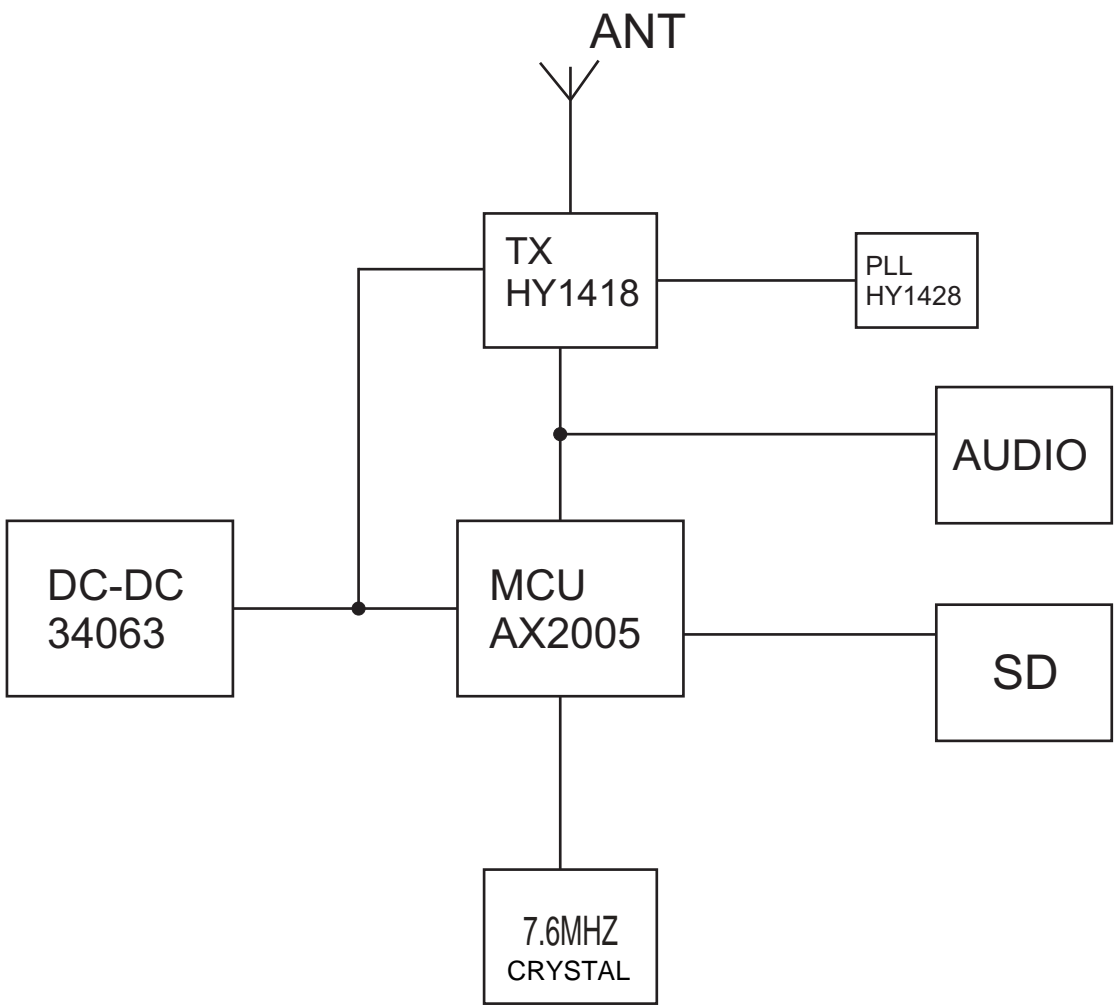 ANT
TX
HY1418
PLL
HY1428
AUDIO
DC-DC
34063
MCU
AX2005
SD
7.6MHZ
CRYSTAL